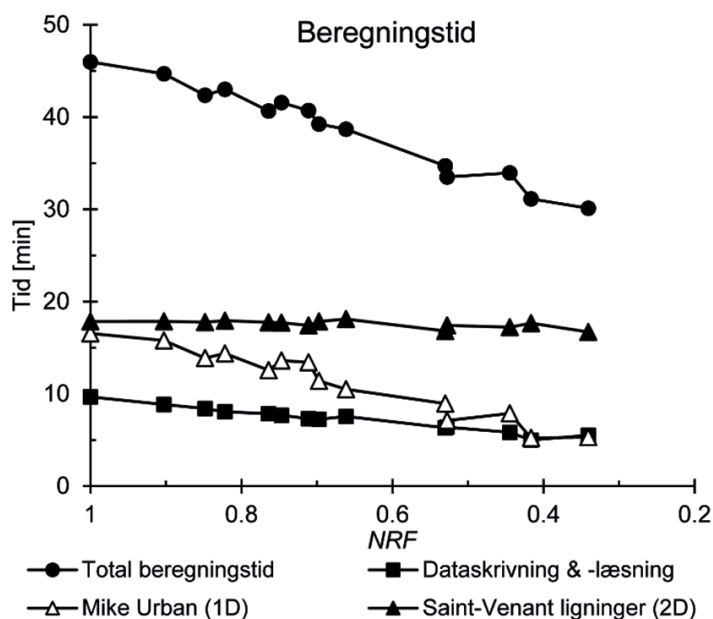 Beregningstid
Tid [min]
50
40
30
20
10
0
1 0.8 0.6 0.4 0.2
NRF
Total beregningstid Dataskrivning & -læsning
Mike Urban (1D) Saint-Venant ligninger (2D)